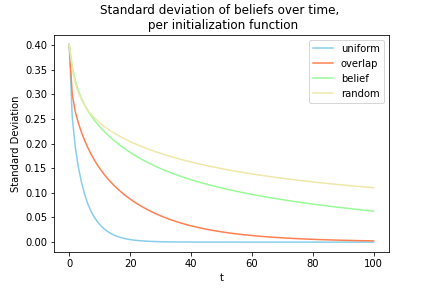 Standard deviation of beliefs over time,
per initialization function
uniform
overlap
belief
random
Standard Deviation
0.40
0.35
0.30
0.25
0.20
0.15
0.10
0.05
0.00
0
20
40
60
80
100
t